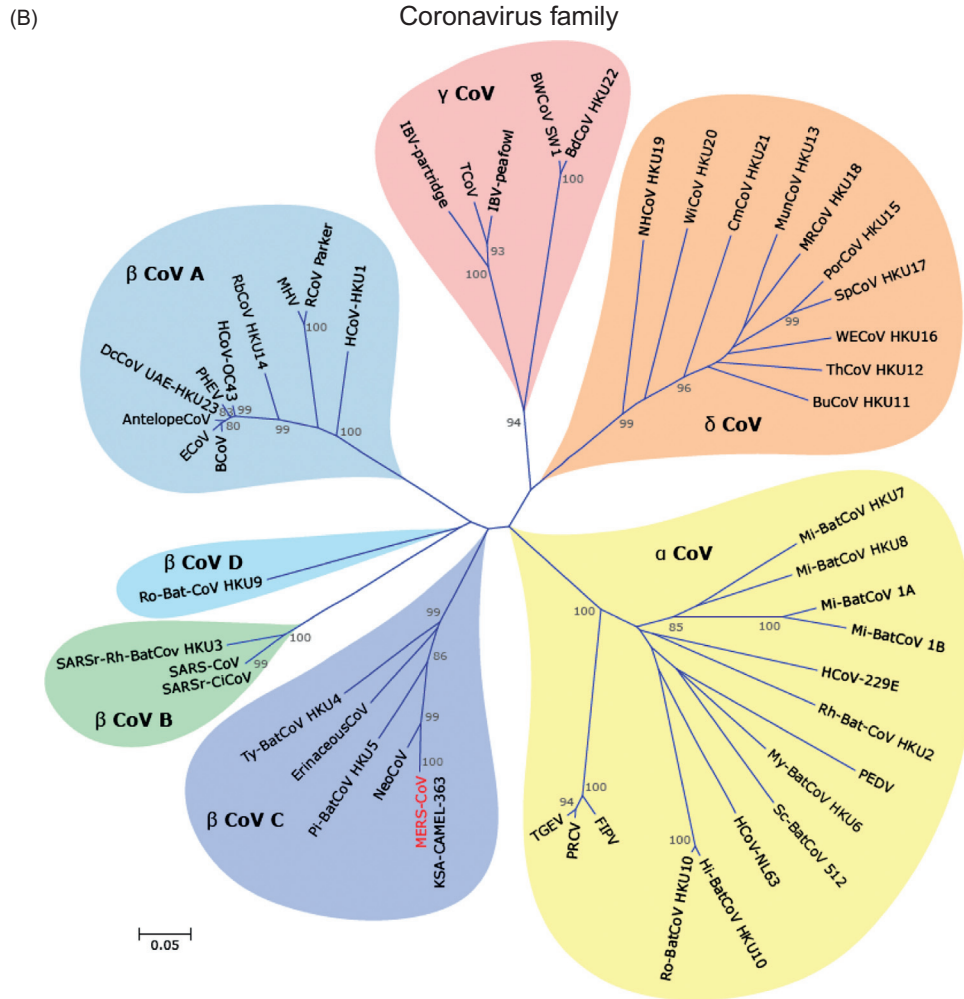 (B)
Coronavirus family
γ CoV
IBV-partridge
TCoV
IBV-peafowl
BWCoV SW1
BdCoV HKU22
93
100
100
94
NHCoV HKU19
WiCoV HKU20
CmCoV HKU21
MunCoV HKU13
MRCoV HKU18
PorCoV HKU15
SpCoV HKU17
WECoV HKU16
ThCoV HKU12
BuCoV HKU11
99
96
99
δ CoV
β CoV A
DcCoV UAE-HKU23
PHEV
HCoV-OC43
RbCoV HKU14
MHV
RCoV Parker
HCoV-HKU1
AntelopeCoV
ECoV
BCoV
83
99
80
99
100
100
β CoV D
Ro-Bat-CoV HKU9
SARSr-Rh-BatCov HKU3
SARS-CoV
SARSr-CiCoV
100
99
β CoV B
99
86
99
100
Ty-BatCoV HKU4
ErinaceousCoV
Pi-BatCoV HKU5
NeoCoV
MERS-CoV
KSA-CAMEL-363
β CoV C
α CoV
Mi-BatCoV HKU7
Mi-BatCoV HKU8
Mi-BatCoV 1A
Mi-BatCoV 1B
HCoV-229E
Rh-Bat-CoV HKU2
PEDV
My-BatCoV HKU6
Sc-BatCoV 512
HCoV-NL63
Hi-BatCoV HKU10
Ro-BatCoV HKU10
FIPV
PRCV
TGEV
100
85
100
100
94
100
0.05